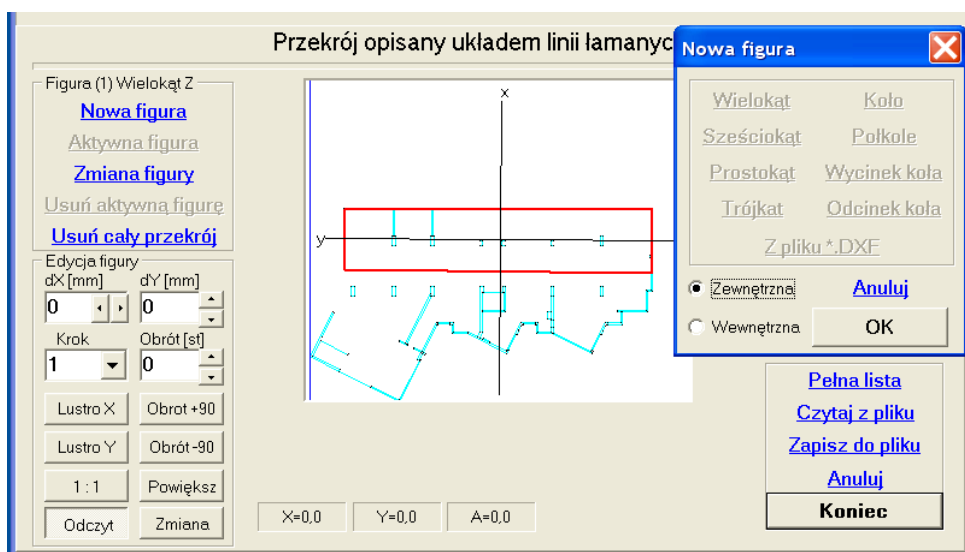 Przekrój opisany układem linii łamanyc
Figura (1) Wielokąt Z
Nowa figura
Aktywna figura
Zmiana figury
Usuń aktywną figurę
Usuń cały przekrój
Edycja figury
dX [mm] dY [mm]
0 0
Krok Obrót [st]
1 0
Lustro X Obrot +90
Lustro Y Obrót -90
1 : 1 Powiększ
Odczyt Zmiana
x
y
X=0,0 Y=0,0 A=0,0
Nowa figura
Wielokąt Koło
Sześciokąt Połkole
Prostokąt Wycinek koła
Trójkat Odcinek koła
Z pliku *.DXF
Zewnętrzna Anuluj
Wewnętrzna OK
Pełna lista
Czytaj z pliku
Zapisz do pliku
Anuluj
Koniec